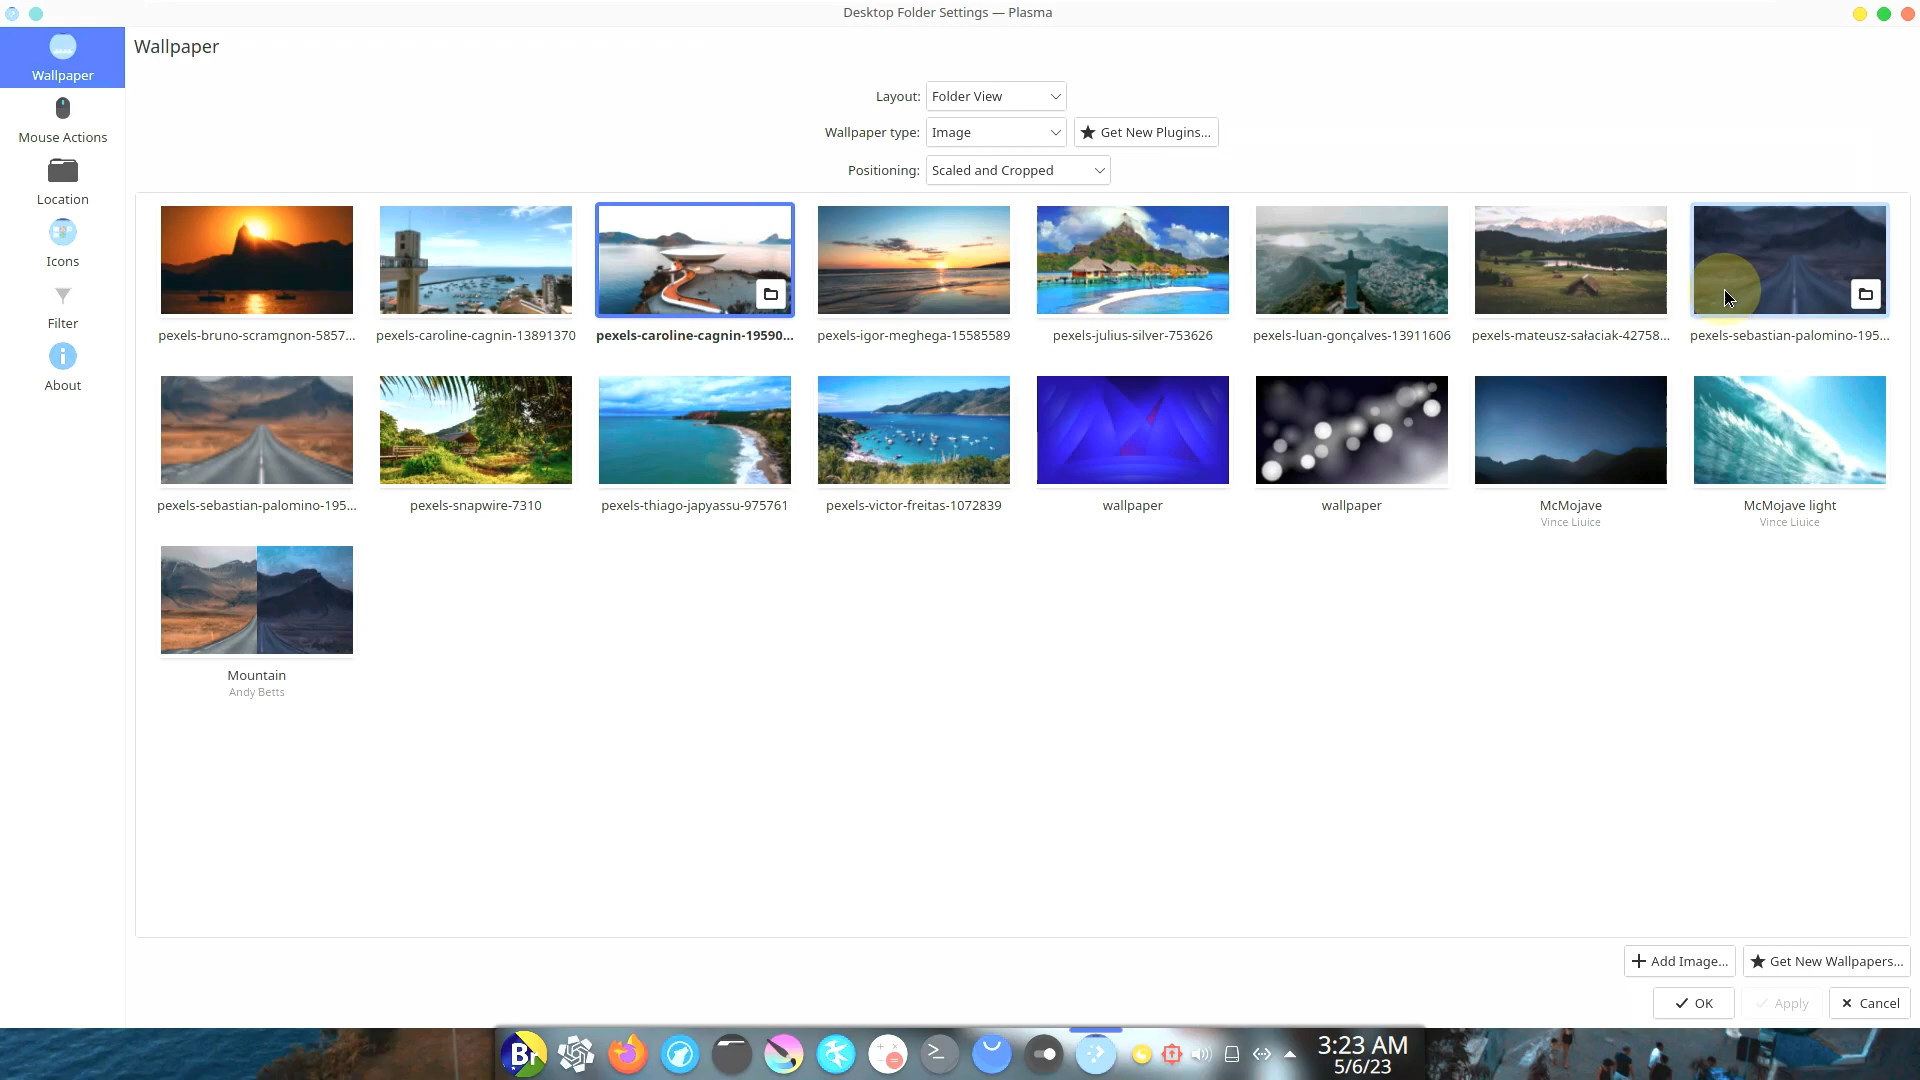 Desktop Folder Settings — Plasma
Wallpaper
Mouse Actions
Location
Icons
Filter
About
Wallpaper
Layout: Folder View
Wallpaper type: Image Get New Plugins...
Positioning: Scaled and Cropped
pexels-bruno-scramgnon-5857... pexels-caroline-cagnin-13891370 pexels-caroline-cagnin-19590... pexels-igor-meghega-15585589 pexels-julius-silver-753626 pexels-luan-gonçalves-13911606 pexels-mateusz-sałaciak-42758... pexels-sebastian-palomino-195...
pexels-sebastian-palomino-195... pexels-snapwire-7310 pexels-thiago-japyassu-975761 pexels-victor-freitas-1072839 wallpaper wallpaper McMojave McMojave light
Vince Liuice Vince Liuice
Mountain
Andy Betts
Add Image... Get New Wallpapers...
OK Apply Cancel
Br 3:23 AM
5/6/23